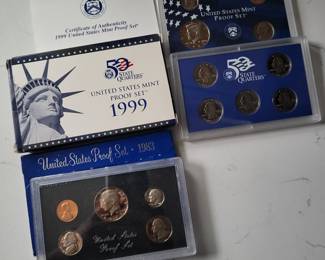 Certificate of Authenticity
1999 United States Mint Proof Set
UNITED STATES MINT
PROOF SET
50
STATE
QUARTERS
UNITED STATES MINT
PROOF SET
1999
50
STATE
QUARTERS
United States Proof Set · 1983
United States
Proof Set